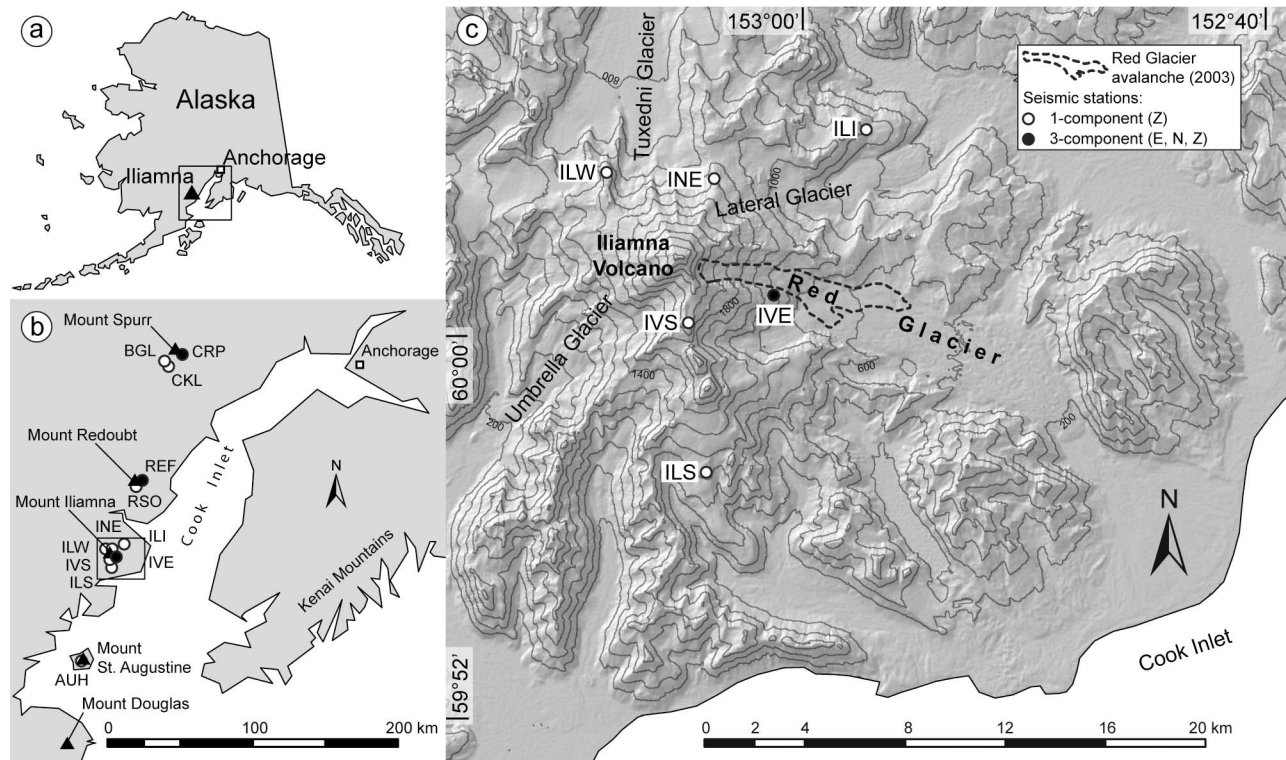 a
Alaska
Anchorage
Iliamna
b
Mount Spurr
BGL
CRP
CKL
Anchorage
Mount Redoubt
REF
RSO
Mount Iliamna
INE
ILI
ILW
IVE
IVS
ILS
Cook Inlet
N
Kenai Mountains
Mount
St. Augustine
AUH
Mount Douglas
0
100
200 km
c
153°00'
152°40'
Red Glacier
avalanche (2003)
Seismic stations:
1-component (Z)
3-component (E, N, Z)
Tuxedni Glacier
800
ILI
ILW
INE
1000
Lateral Glacier
Iliamna
Volcano
Red
Glacier
IVE
1800
IVS
Umbrella Glacier
60°00'
1400
600
200
200
ILS
N
59°52'
Cook Inlet
0
4
8
12
16
20 km